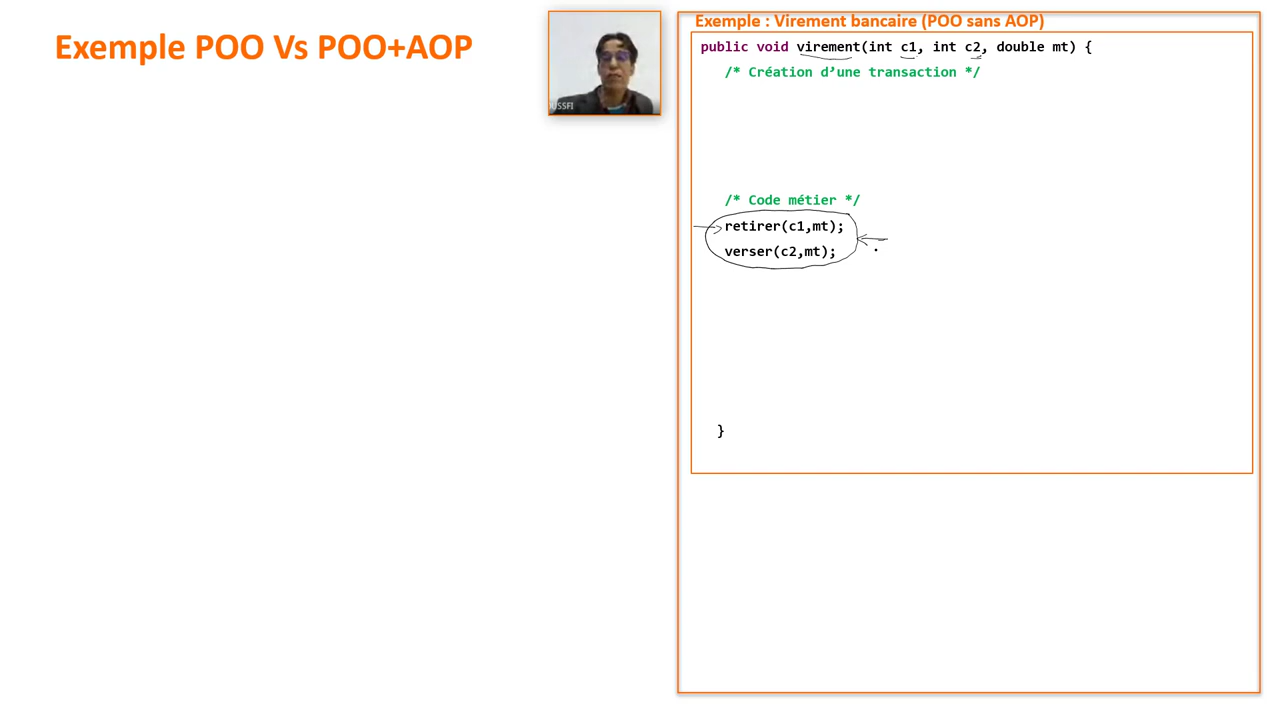 Exemple POO Vs POO+AOP
OUSSFI
Exemple : Virement bancaire (POO sans AOP)
public void virement(int c1, int c2, double mt) {
/* Création d’une transaction */
/* Code métier */
retirer(c1,mt);
verser(c2,mt);
}